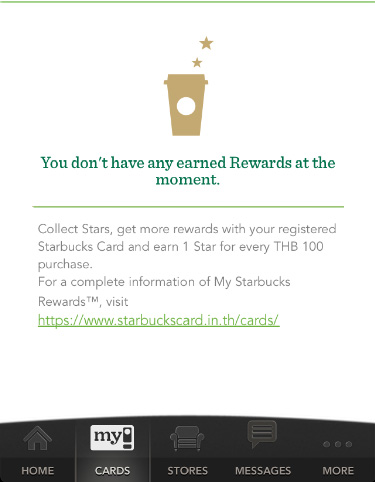 You don't have any earned Rewards at the
moment.
Collect Stars, get more rewards with your registered
Starbucks Card and earn 1 Star for every THB 100
purchase.
For a complete information of My Starbucks
Rewards™, visit
https://www.starbuckscard.in.th/cards/
my
HOME CARDS STORES MESSAGES MORE